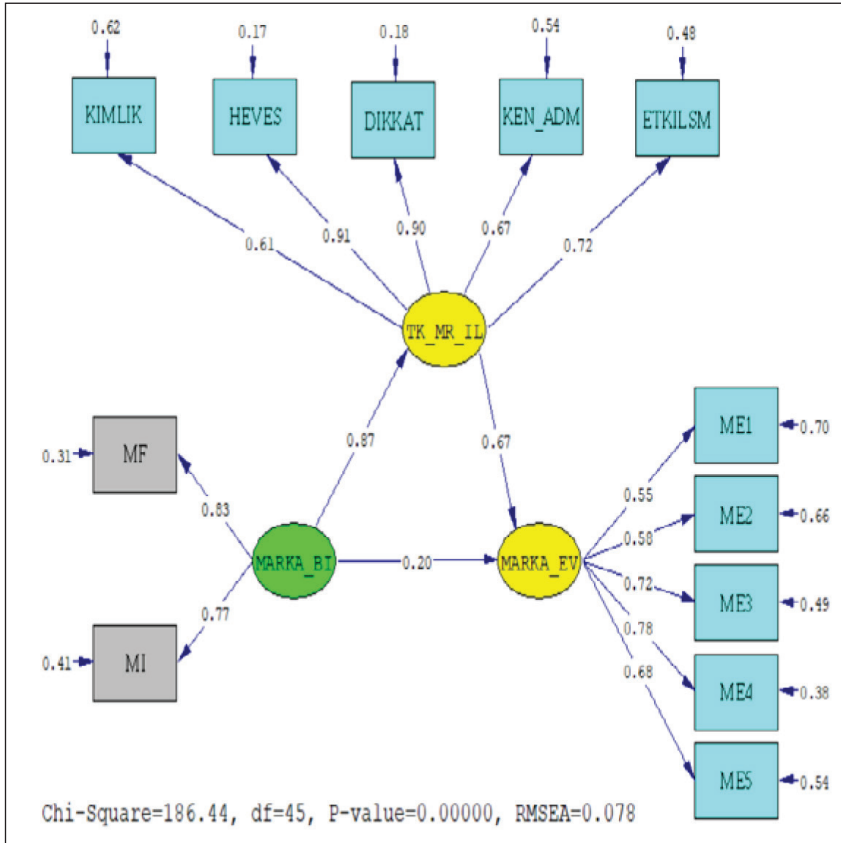 0.62 0.17 0.18 0.54 0.48
KIMLIK HEVES DIKKAT KEN_ADM ETKILSM
0.61 0.91 0.90 0.67 0.72
TK_MR_IL
0.87 0.67
0.31 MF
0.83
MARKA_BI 0.20 MARKA_EV
0.77
0.41 MI
0.55 ME1 0.70
0.58 ME2 0.66
0.72 ME3 0.49
0.78 ME4 0.38
0.68 ME5 0.54
Chi-Square=186.44, df=45, P-value=0.00000, RMSEA=0.078